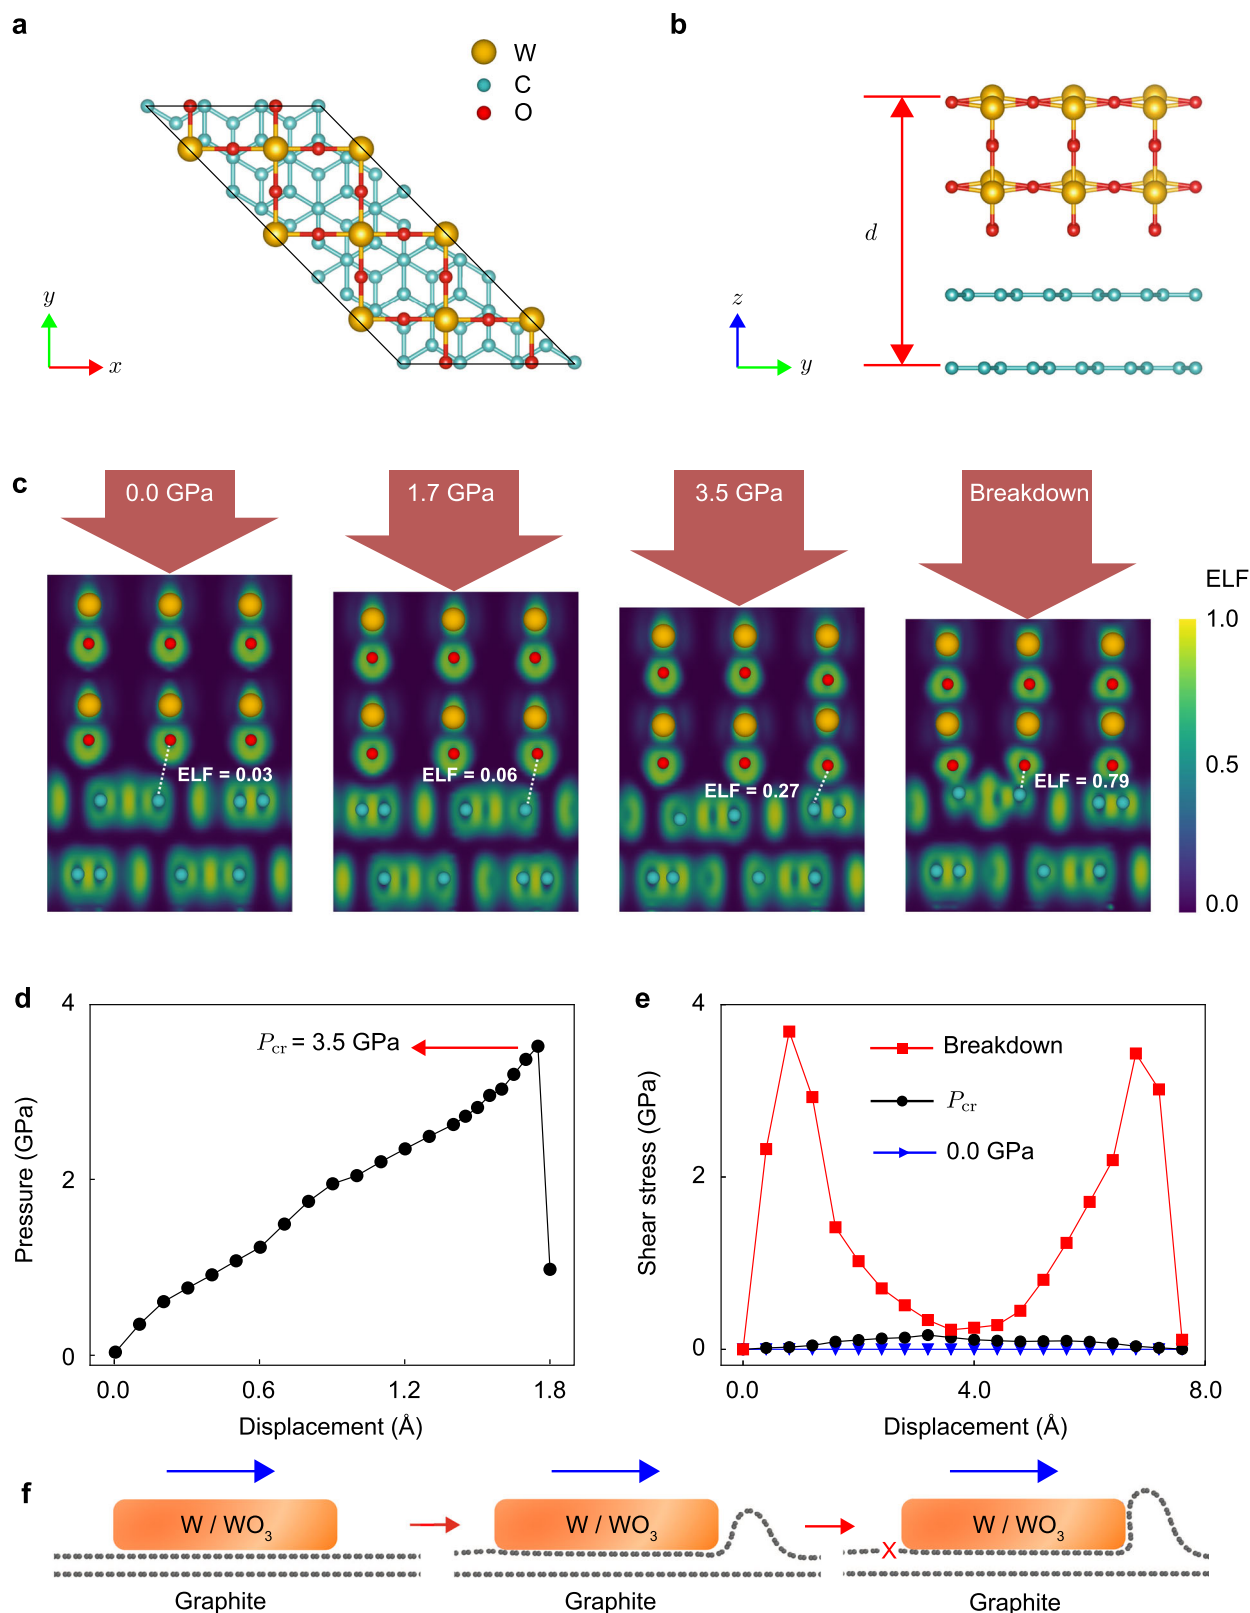 a
W
C
O
y
x
b
d
z
y
c
0.0 GPa
1.7 GPa
3.5 GPa
Breakdown
ELF
1.0
0.5
0.0
ELF = 0.03
ELF = 0.06
ELF = 0.27
ELF = 0.79
d
Pressure (GPa)
4
2
0
P_cr = 3.5 GPa
0.0 0.6 1.2 1.8
Displacement (Å)
e
Shear stress (GPa)
4
2
0
Breakdown
P_cr
0.0 GPa
0.0 4.0 8.0
Displacement (Å)
f
W / WO₃
Graphite
W / WO₃
Graphite
X
W / WO₃
Graphite